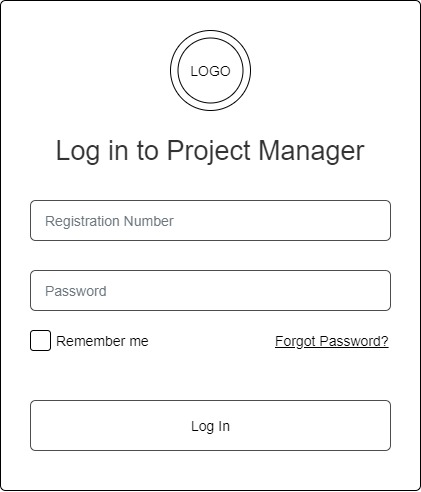 LOGO
Log in to Project Manager
Registration Number
Password
Remember me
Forgot Password?
Log In